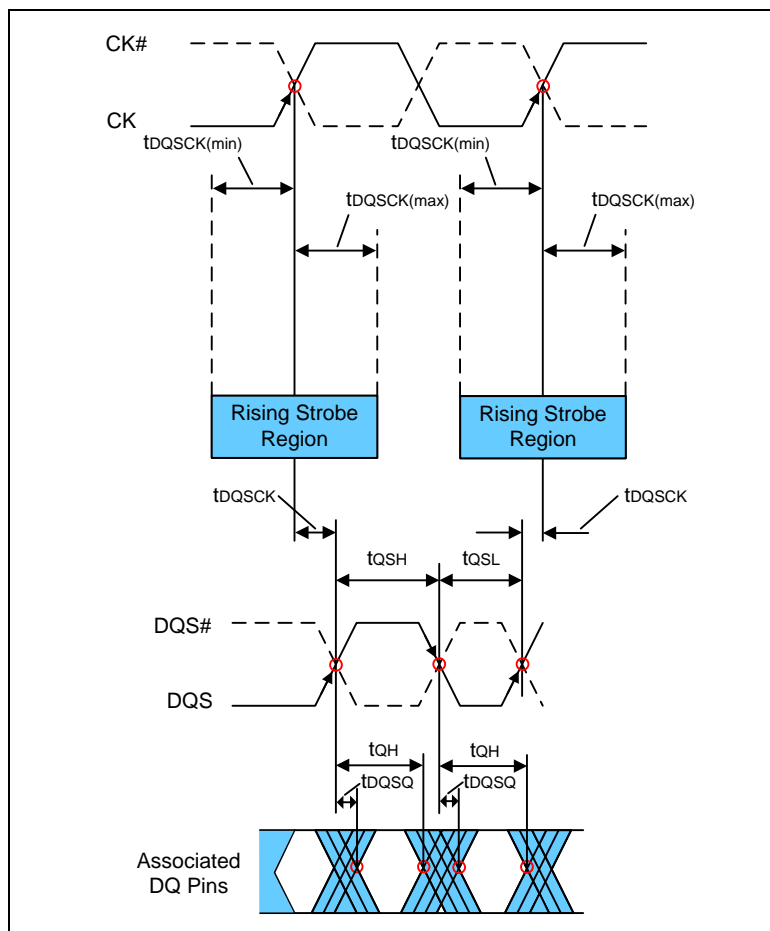 CK#
CK
tDQSCK(min)
tDQSCK(min)
tDQSCK(max)
tDQSCK(max)
Rising Strobe
Region
Rising Strobe
Region
tDQSCK
tDQSCK
tQSH
tQSL
DQS#
DQS
tQH
tQH
tDQSQ
tDQSQ
Associated
DQ Pins